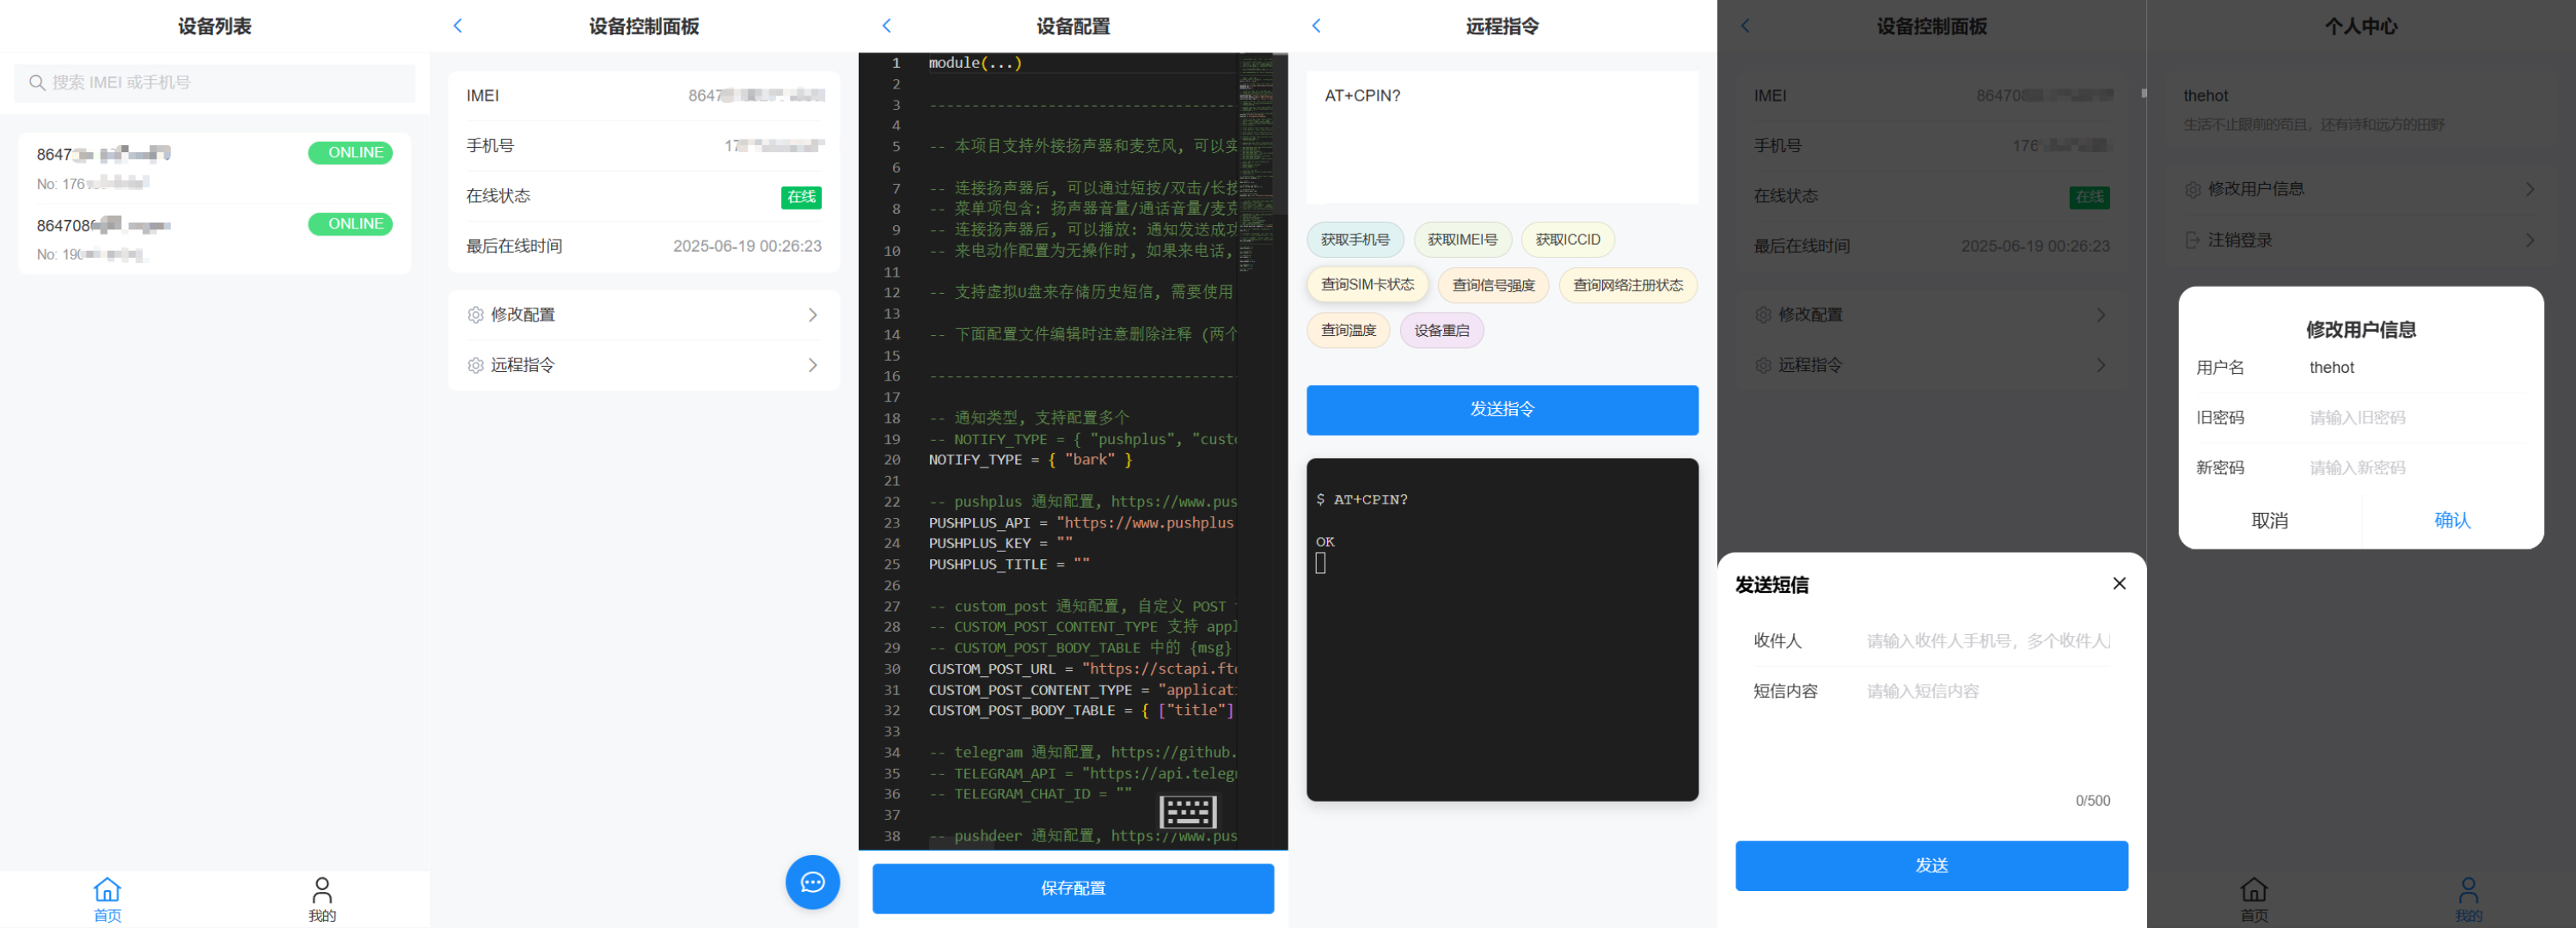 设备列表
搜索 IMEI 或手机号
8647
ONLINE
No: 176
864708
ONLINE
No: 190
首页
我的
设备控制面板
IMEI
8647
手机号
17
在线状态
在线
最后在线时间
2025-06-19 00:26:23
修改配置
远程指令
设备配置
1 module(...)
2
3 ------------------------------------
4
5 -- 本项目支持外接扬声器和麦克风, 可以实
6
7 -- 连接扬声器后, 可以通过短按/双击/长按
8 -- 菜单项包含: 扬声器音量/通话音量/麦克
9 -- 连接扬声器后, 可以播放: 通知发送成功
10 -- 来电动作配置为无操作时, 如果来电话,
11
12 -- 支持虚拟U盘来存储历史短信, 需要使用
13
14 -- 下面配置文件编辑时注意删除注释 (两个
15
16 ------------------------------------
17
18 -- 通知类型, 支持配置多个
19 -- NOTIFY_TYPE = { "pushplus", "custo
20 NOTIFY_TYPE = { "bark" }
21
22 -- pushplus 通知配置, https://www.pus
23 PUSHPLUS_API = "https://www.pushplus
24 PUSHPLUS_KEY = ""
25 PUSHPLUS_TITLE = ""
26
27 -- custom_post 通知配置, 自定义 POST
28 -- CUSTOM_POST_CONTENT_TYPE 支持 appl
29 -- CUSTOM_POST_BODY_TABLE 中的 {msg}
30 CUSTOM_POST_URL = "https://sctapi.ftq
31 CUSTOM_POST_CONTENT_TYPE = "applicati
32 CUSTOM_POST_BODY_TABLE = { ["title"]
33
34 -- telegram 通知配置, https://github.
35 -- TELEGRAM_API = "https://api.telegr
36 -- TELEGRAM_CHAT_ID = ""
37
38 -- pushdeer 通知配置, https://www.pus
保存配置
远程指令
AT+CPIN?
获取手机号 获取IMEI号 获取ICCID
查询SIM卡状态 查询信号强度 查询网络注册状态
查询温度 设备重启
发送指令
$ AT+CPIN?
OK
设备控制面板
IMEI
86470
手机号
176
在线状态
在线
最后在线时间
2025-06-19 00:26:23
修改配置
远程指令
发送短信
收件人 请输入收件人手机号，多个收件人
短信内容 请输入短信内容
0/500
发送
个人中心
thehot
生活不止眼前的苟且，还有诗和远方的田野
修改用户信息
注销登录
修改用户信息
用户名 thehot
旧密码 请输入旧密码
新密码 请输入新密码
取消 确认
首页
我的